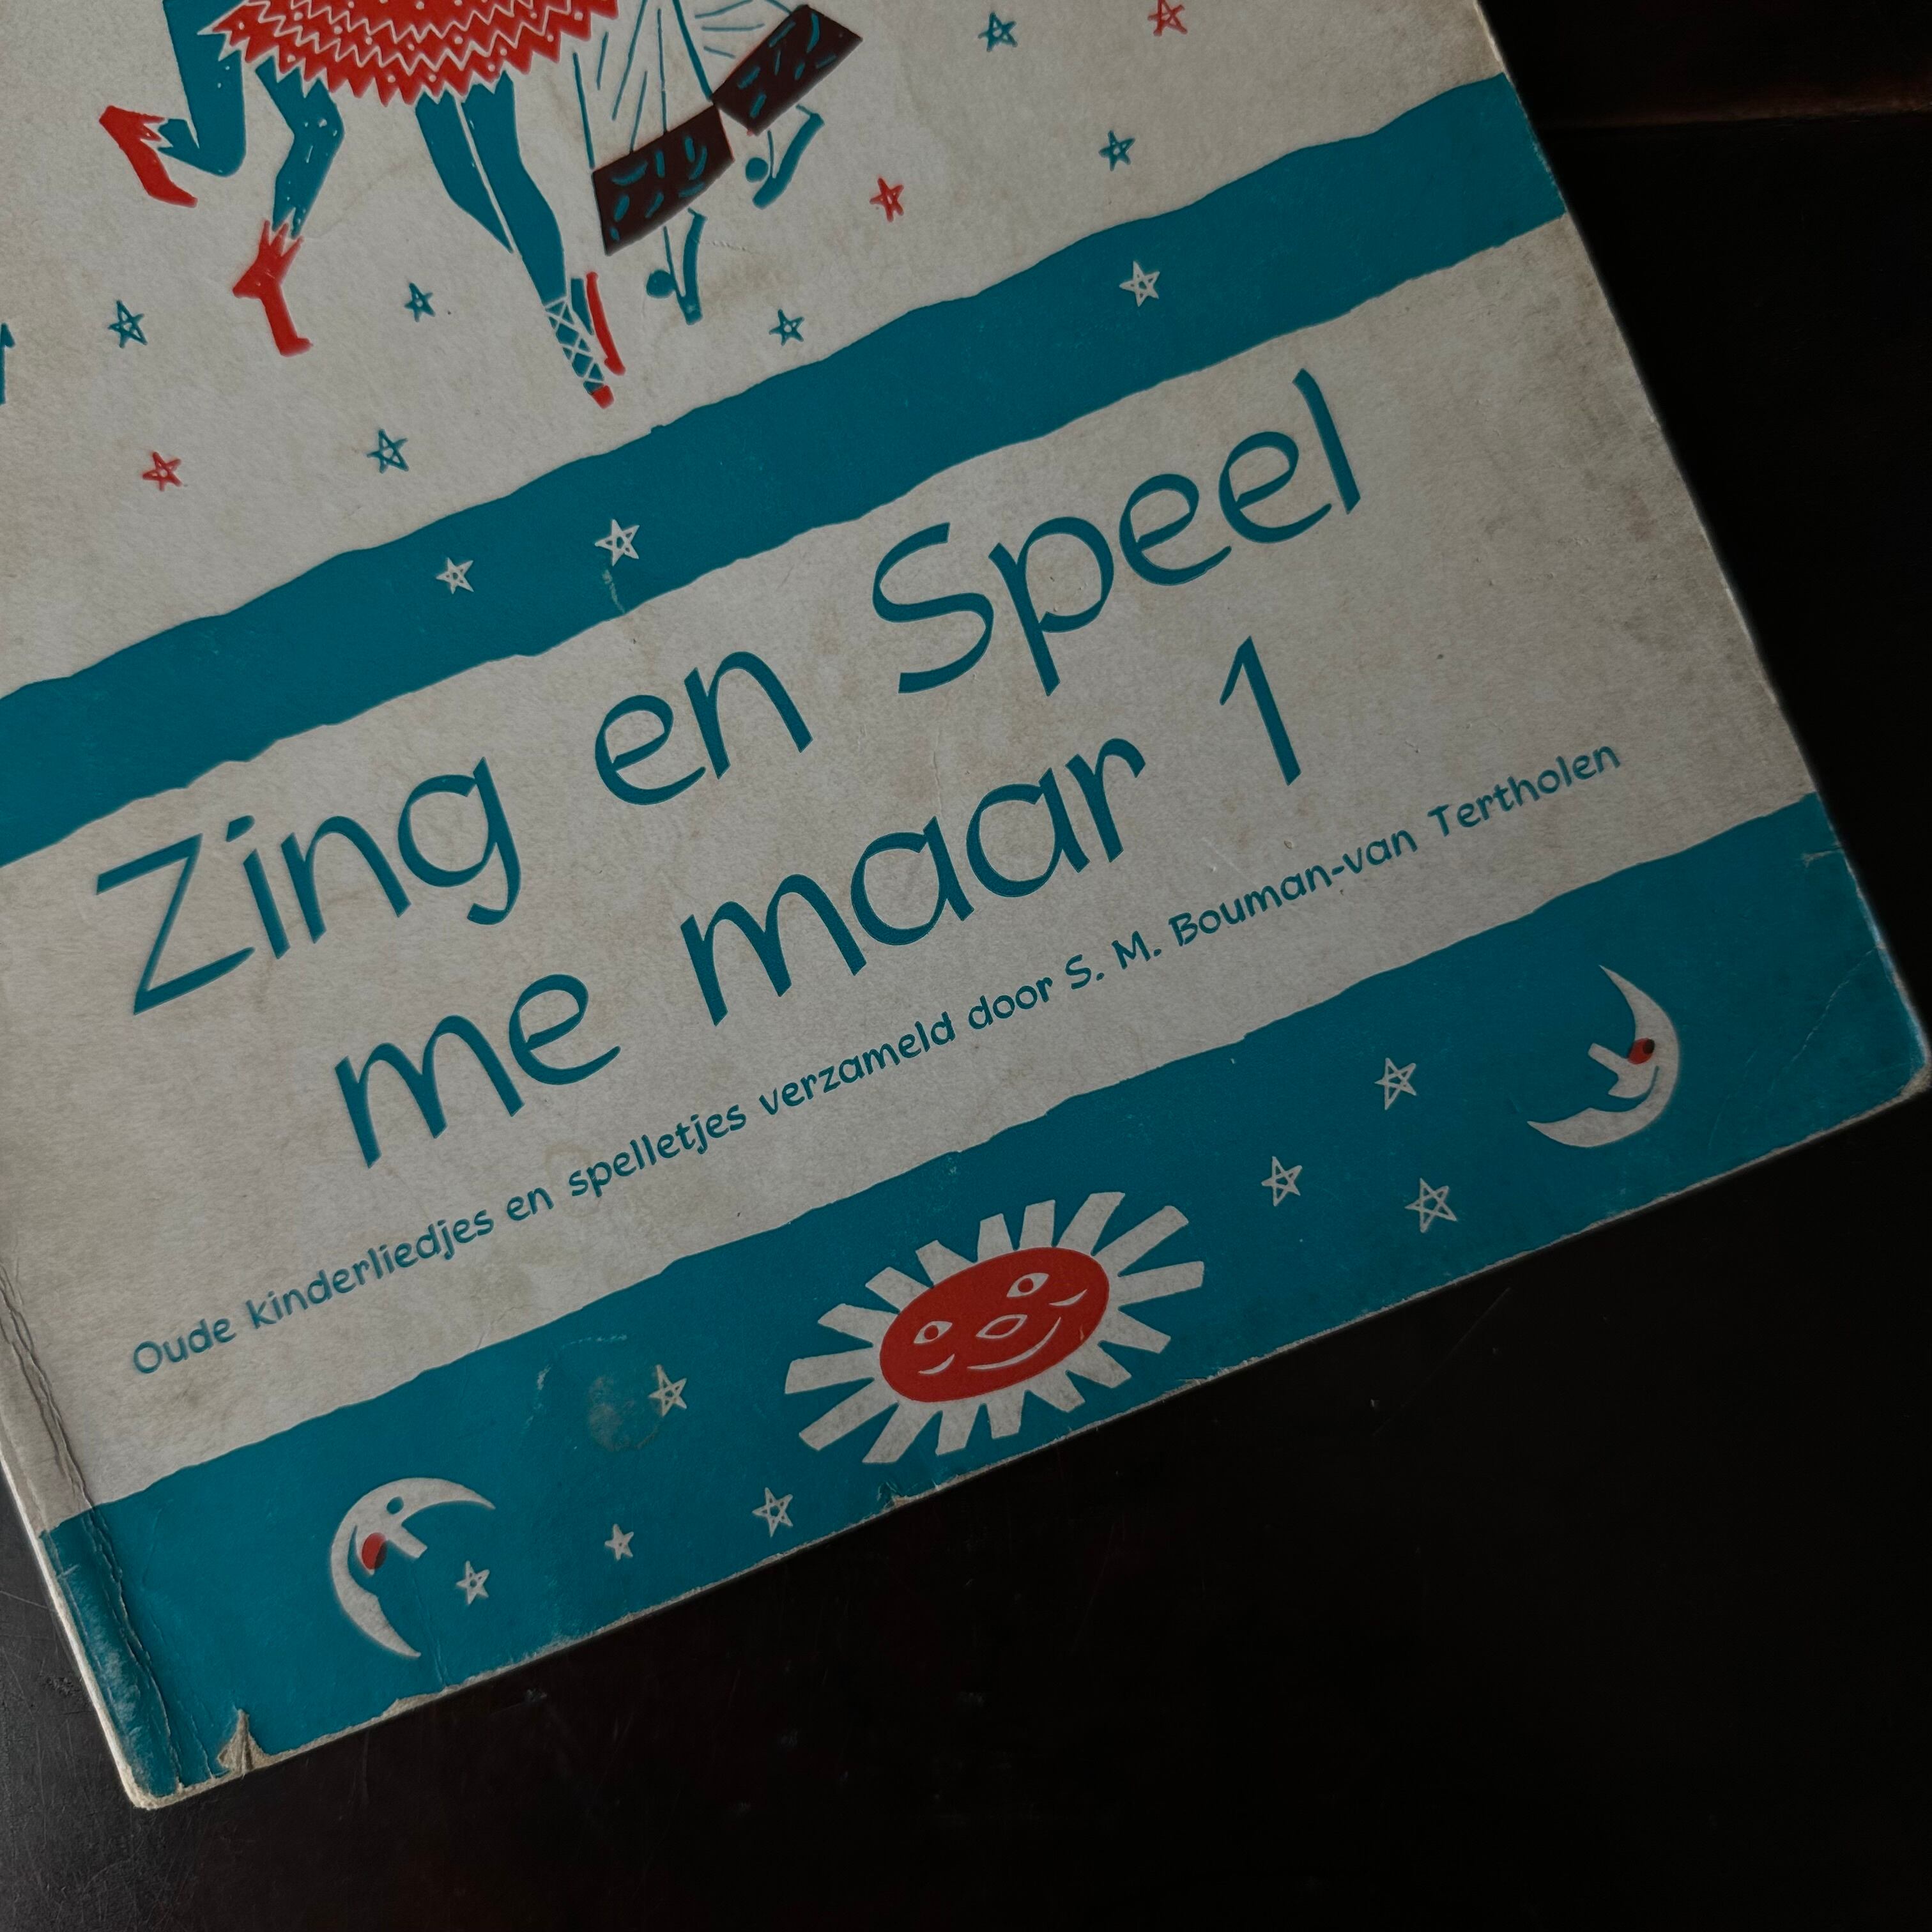 Zing en Speel
me maar 1
Oude kinderliedjes en spelletjes verzameld door S. M. Bouman-van Tertholen